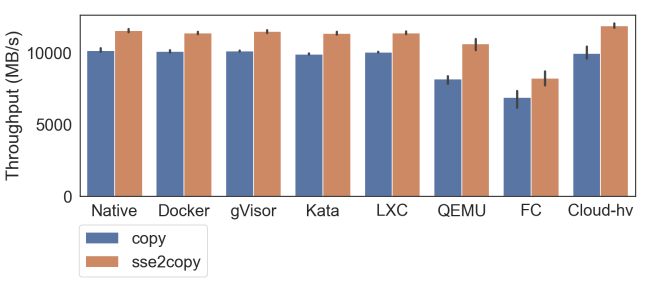 Throughput (MB/s)
10000
5000
0
Native Docker gVisor Kata LXC QEMU FC Cloud-hv
copy
sse2copy